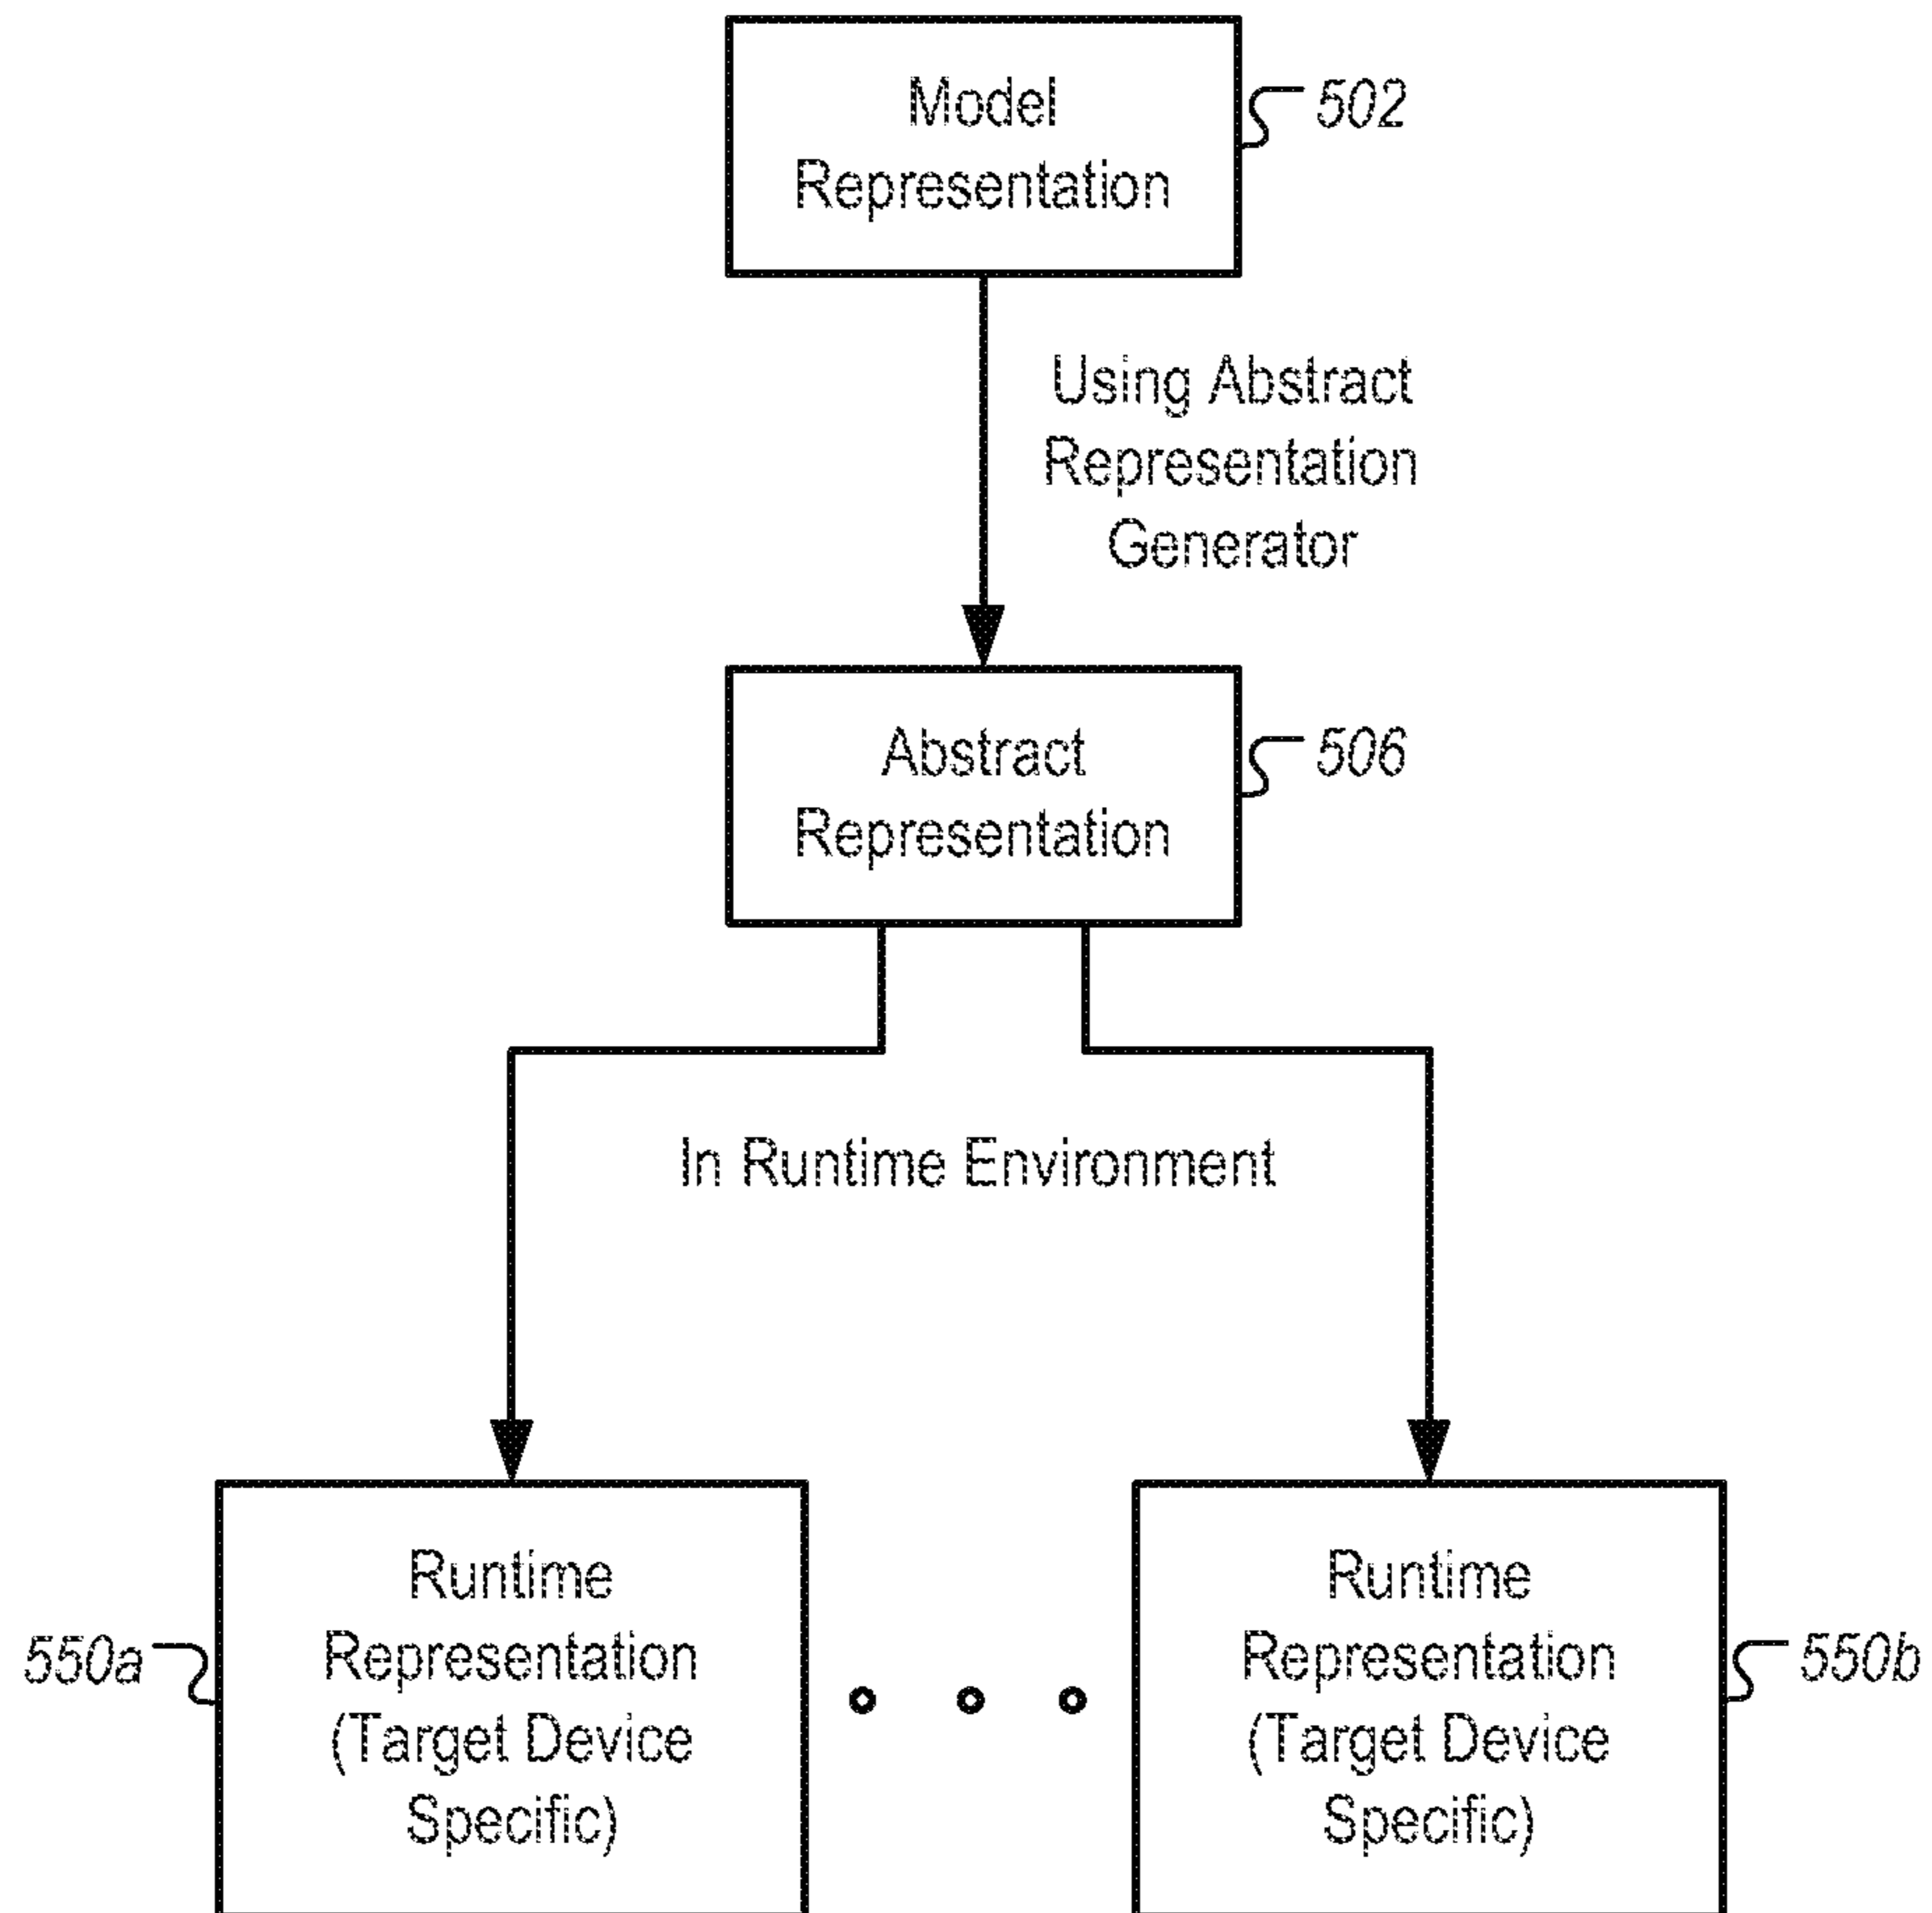 Model
Representation
502
Using Abstract
Representation
Generator
Abstract
Representation
506
In Runtime Environment
Runtime
Representation
(Target Device
Specific)
550a
Runtime
Representation
(Target Device
Specific)
550b